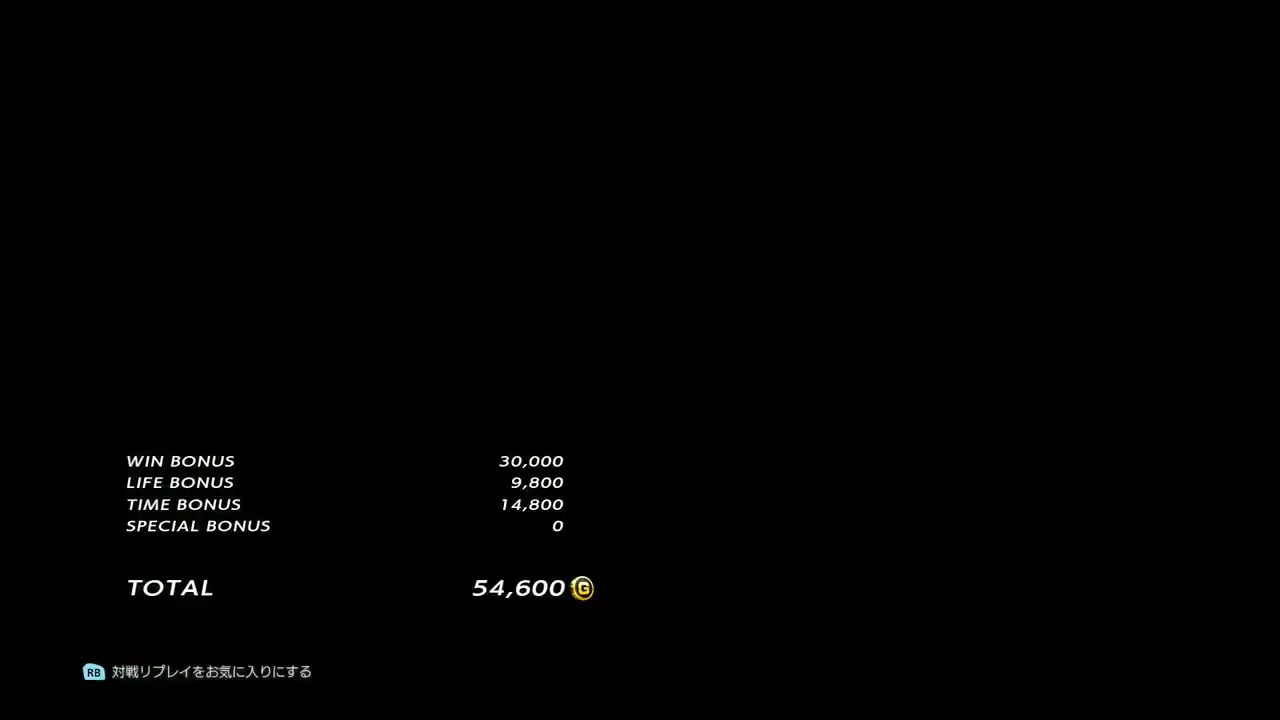 WIN BONUS 30,000
LIFE BONUS 9,800
TIME BONUS 14,800
SPECIAL BONUS 0
TOTAL 54,600 G
RB 対戦リプレイをお気に入りにする